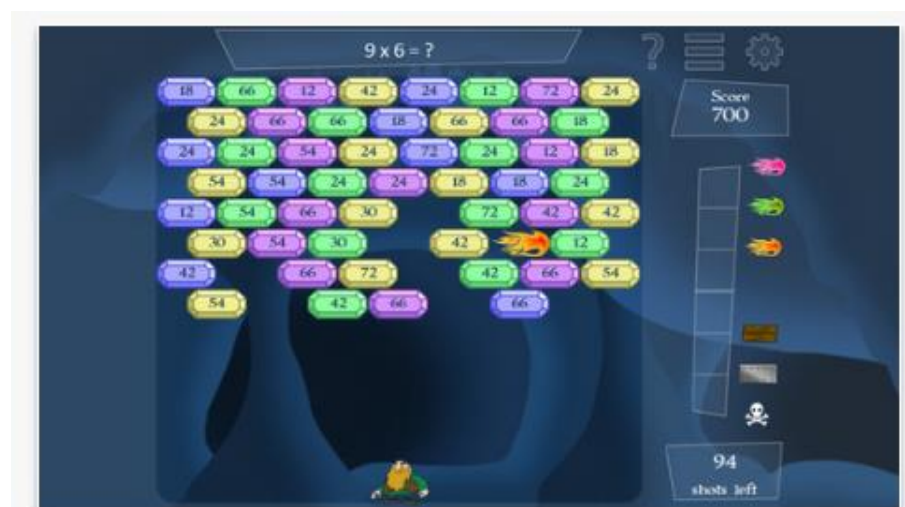 9 x 6 = ?
?
18 66 12 42 24 12 72 24
Score
700
24 66 66 18 66 66 18
24 24 54 24 72 24 12 18
54 54 24 24 18 18 24
12 54 66 30 72 42 42
30 54 30 42 12
42 66 72 42 66 54
54 42 66 66
94
shots left